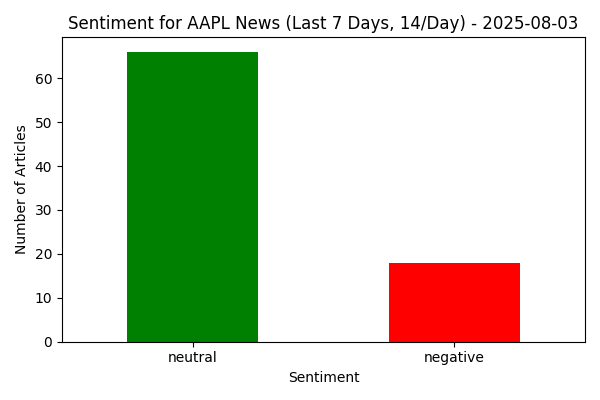 Sentiment for AAPL News (Last 7 Days, 14/Day) - 2025-08-03
60
50
40
30
20
10
0
Number of Articles
neutral
negative
Sentiment